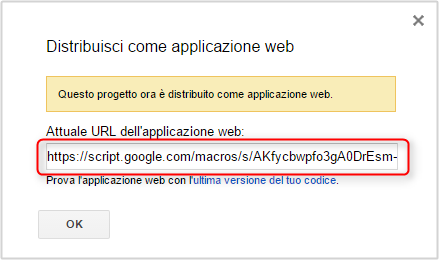 Distribuisci come applicazione web
Questo progetto ora è distribuito come applicazione web.
Attuale URL dell'applicazione web:
https://script.google.com/macros/s/AKfycbwpfo3gA0DrEsm-
Prova l'applicazione web con l'ultima versione del tuo codice.
OK